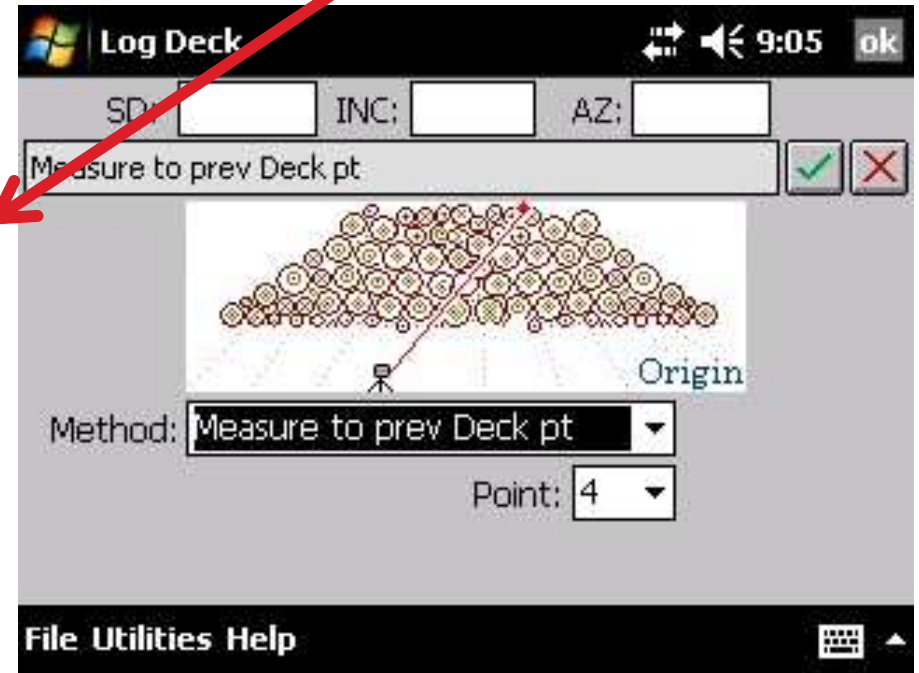 Log Deck 9:05 ok
SD: INC: AZ:
Measure to prev Deck pt
Origin
Method: Measure to prev Deck pt
Point: 4
File Utilities Help